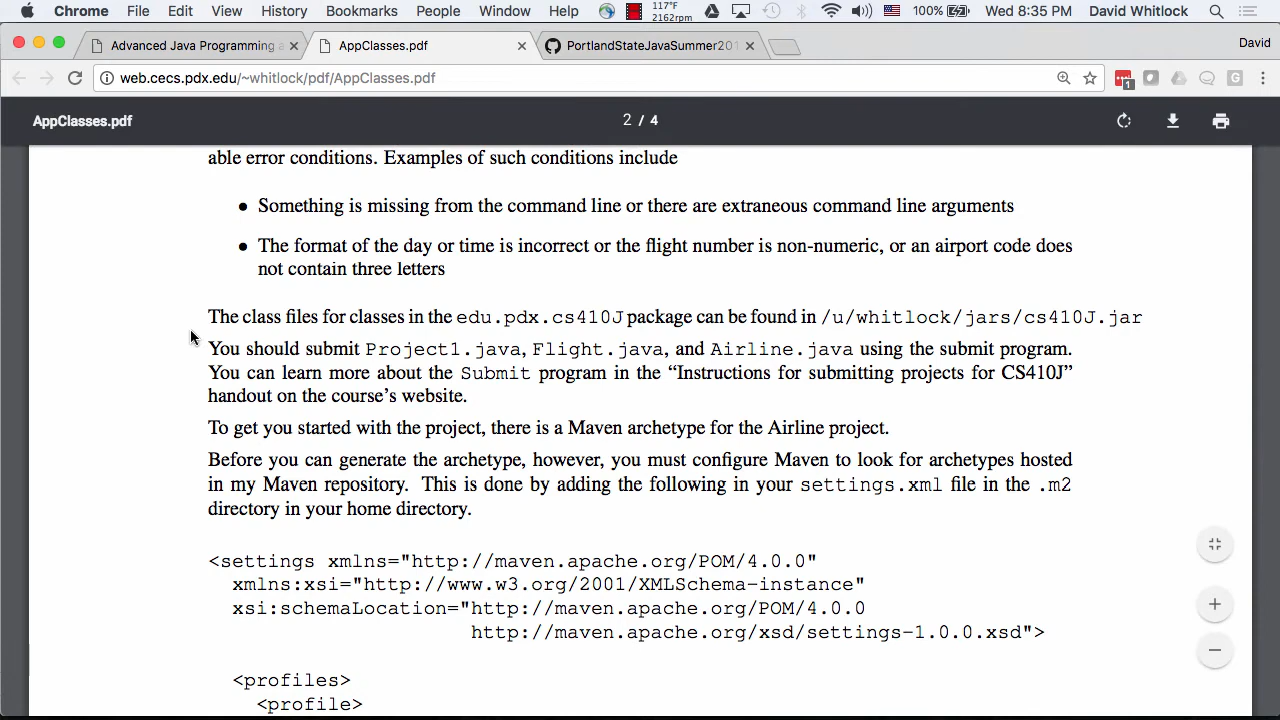 Chrome File Edit View History Bookmarks People Window Help 117°F 2162rpm 100% Wed 8:35 PM David Whitlock
Advanced Java Programming a AppClasses.pdf PortlandStateJavaSummer201 David
web.cecs.pdx.edu/~whitlock/pdf/AppClasses.pdf 1
AppClasses.pdf 2 / 4
able error conditions. Examples of such conditions include
• Something is missing from the command line or there are extraneous command line arguments
• The format of the day or time is incorrect or the flight number is non-numeric, or an airport code does
not contain three letters
The class files for classes in the edu.pdx.cs410J package can be found in /u/whitlock/jars/cs410J.jar
You should submit Project1.java, Flight.java, and Airline.java using the submit program.
You can learn more about the Submit program in the “Instructions for submitting projects for CS410J”
handout on the course’s website.
To get you started with the project, there is a Maven archetype for the Airline project.
Before you can generate the archetype, however, you must configure Maven to look for archetypes hosted
in my Maven repository. This is done by adding the following in your settings.xml file in the .m2
directory in your home directory.
<settings xmlns="http://maven.apache.org/POM/4.0.0"
xmlns:xsi="http://www.w3.org/2001/XMLSchema-instance"
xsi:schemaLocation="http://maven.apache.org/POM/4.0.0
http://maven.apache.org/xsd/settings-1.0.0.xsd">
<profiles>
<profile>